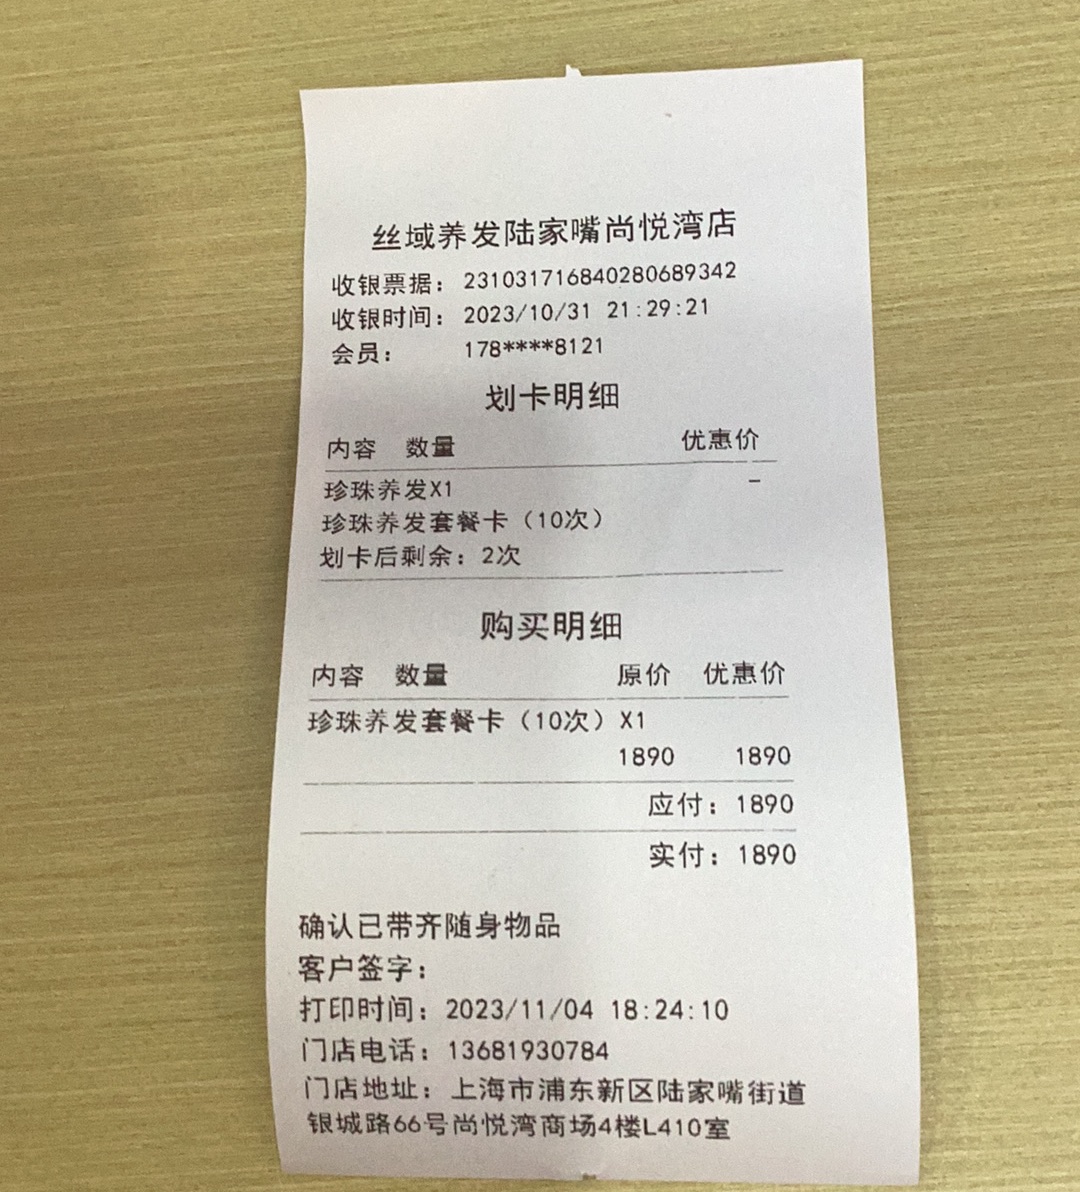 丝域养发陆家嘴尚悦湾店
收银票据：231031716840280689342
收银时间：2023/10/31 21:29:21
会员：178****8121
划卡明细
内容 数量 优惠价
珍珠养发X1 -
珍珠养发套餐卡（10次）
划卡后剩余：2次
购买明细
内容 数量 原价 优惠价
珍珠养发套餐卡（10次）X1
1890 1890
应付：1890
实付：1890
确认已带齐随身物品
客户签字：
打印时间：2023/11/04 18:24:10
门店电话：13681930784
门店地址：上海市浦东新区陆家嘴街道
银城路66号尚悦湾商场4楼L410室